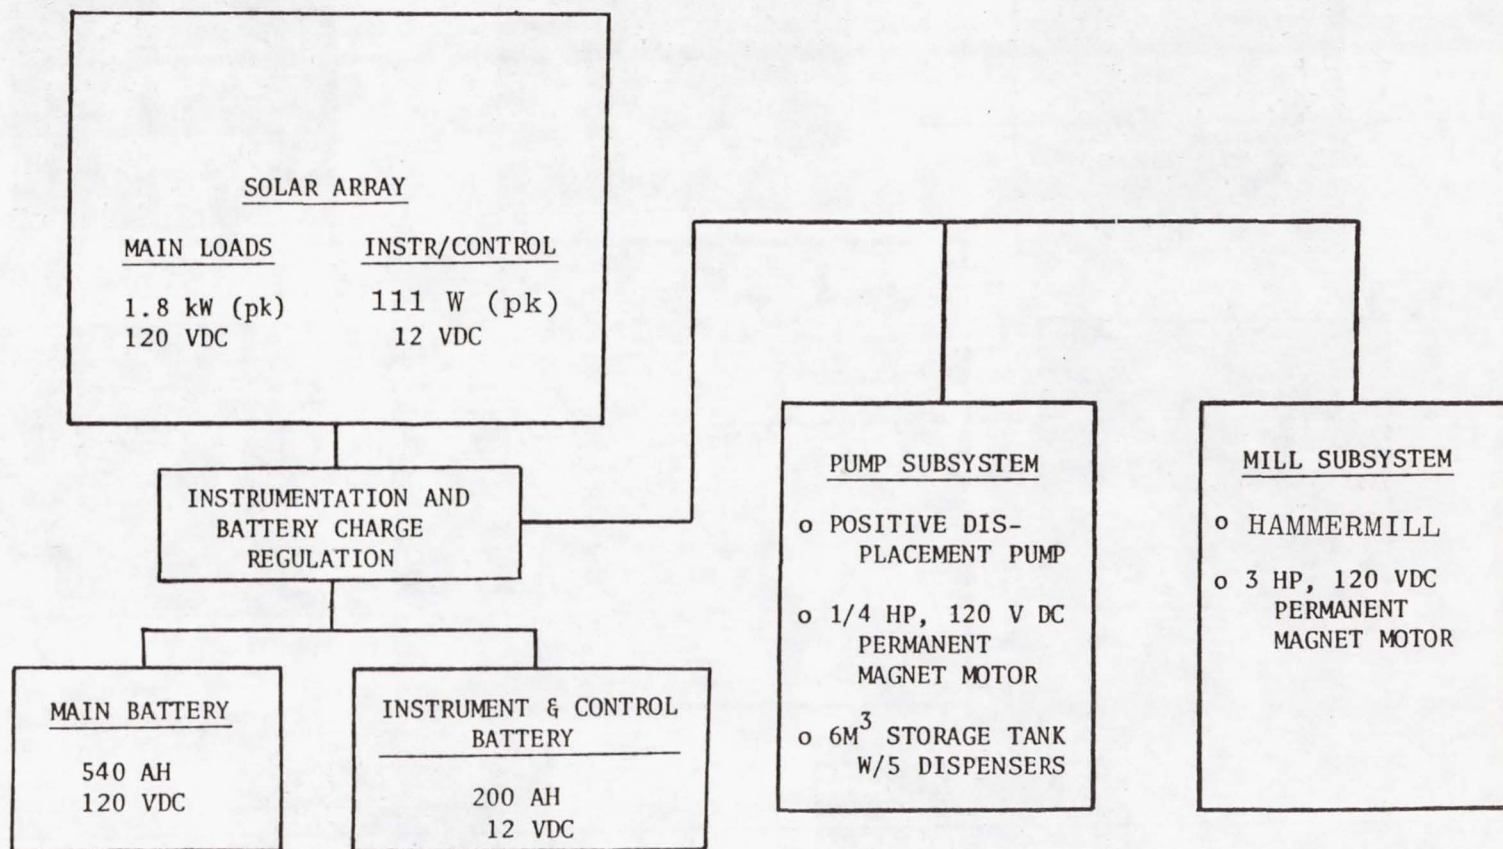 SOLAR ARRAY
MAIN LOADS
1.8 kW (pk)
120 VDC
INSTR/CONTROL
111 W (pk)
12 VDC
INSTRUMENTATION AND
BATTERY CHARGE
REGULATION
MAIN BATTERY
540 AH
120 VDC
INSTRUMENT & CONTROL
BATTERY
200 AH
12 VDC
PUMP SUBSYSTEM
o POSITIVE DIS-
PLACEMENT PUMP
o 1/4 HP, 120 V DC
PERMANENT
MAGNET MOTOR
o 6M³ STORAGE TANK
W/5 DISPENSERS
MILL SUBSYSTEM
o HAMMERMILL
o 3 HP, 120 VDC
PERMANENT
MAGNET MOTOR